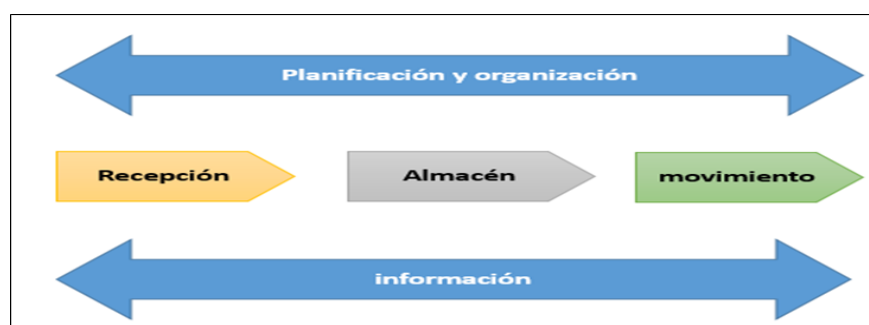 Planificación y organización
Recepción
Almacén
movimiento
información